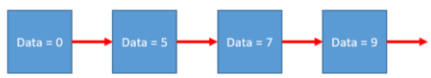 Data = 0 Data = 5 Data = 7 Data = 9